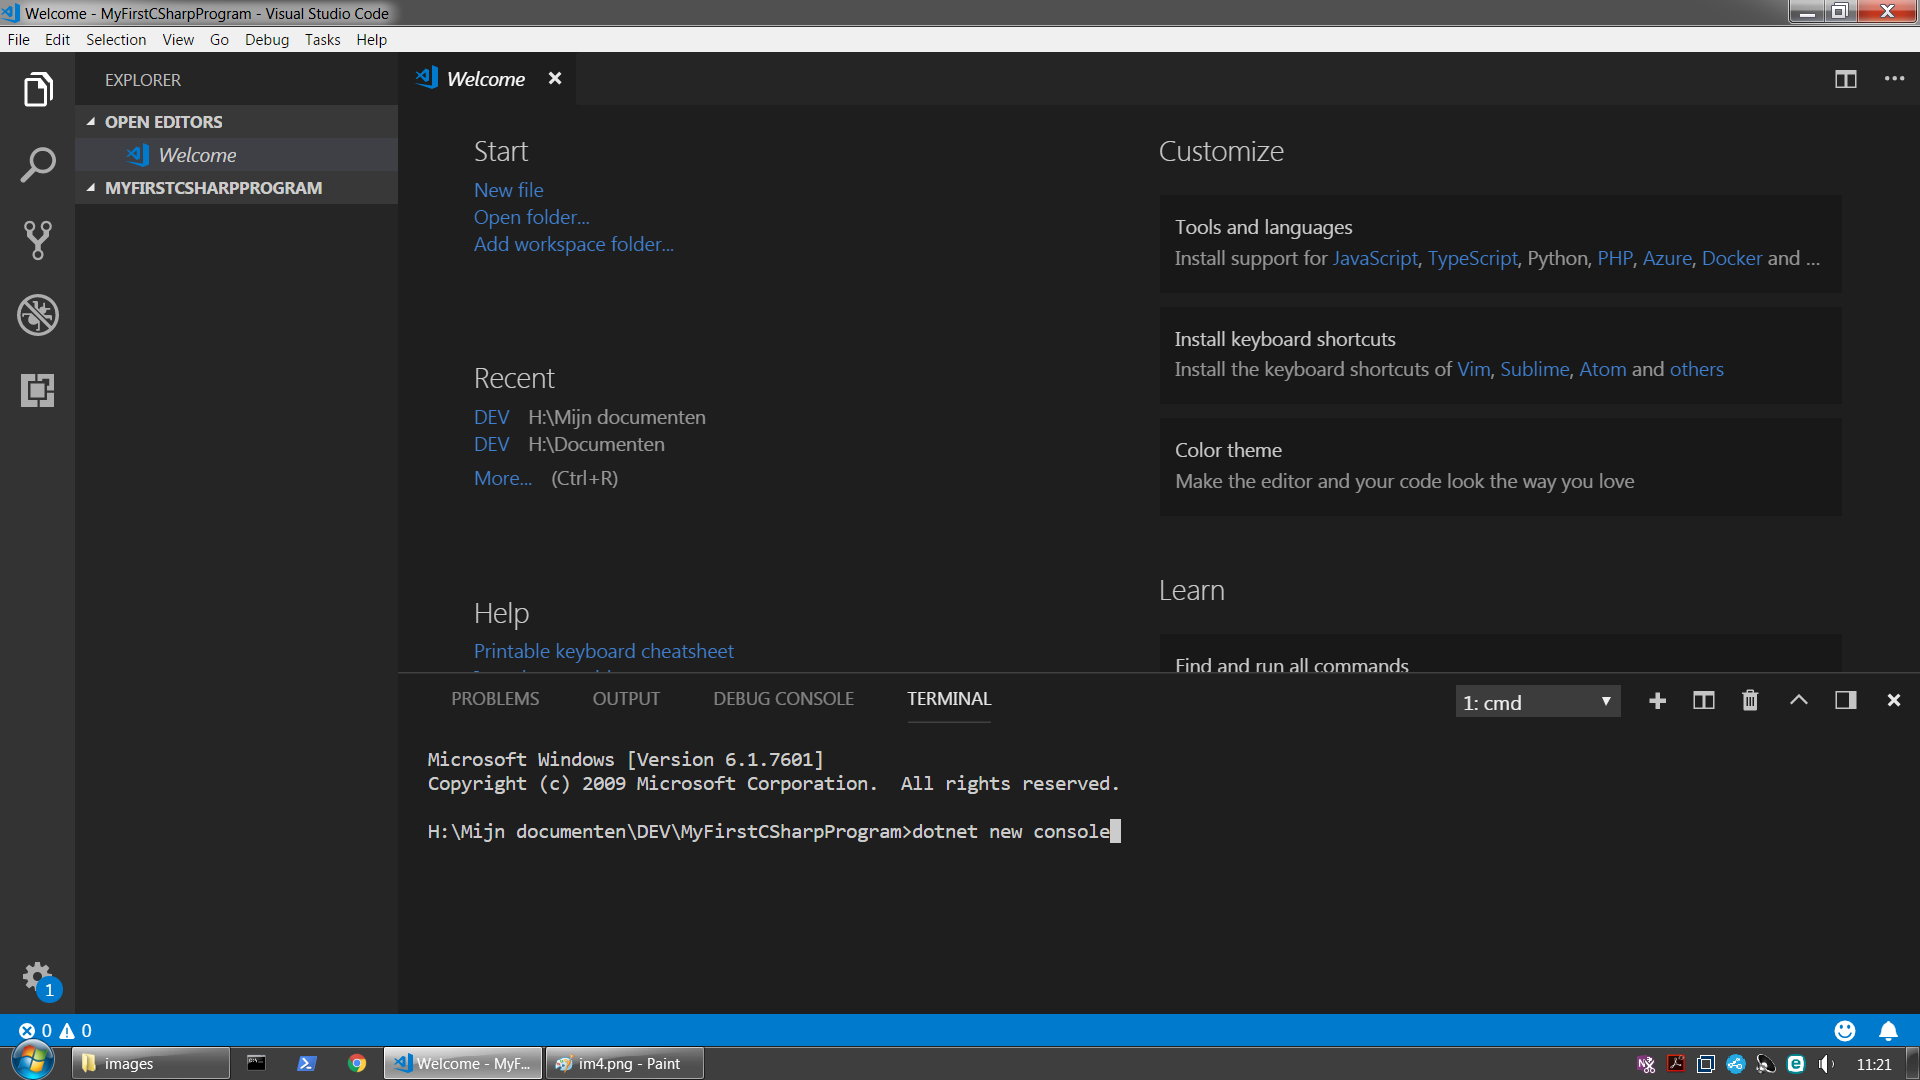 Welcome - MyFirstCSharpProgram - Visual Studio Code
File Edit Selection View Go Debug Tasks Help
EXPLORER
OPEN EDITORS
Welcome
MYFIRSTCSHARPPROGRAM
Welcome
Start
New file
Open folder...
Add workspace folder...
Recent
DEV H:\Mijn documenten
DEV H:\Documenten
More... (Ctrl+R)
Help
Printable keyboard cheatsheet
Customize
Tools and languages
Install support for JavaScript, TypeScript, Python, PHP, Azure, Docker and ...
Install keyboard shortcuts
Install the keyboard shortcuts of Vim, Sublime, Atom and others
Color theme
Make the editor and your code look the way you love
Learn
Find and run all commands
PROBLEMS OUTPUT DEBUG CONSOLE TERMINAL
1: cmd
Microsoft Windows [Version 6.1.7601]
Copyright (c) 2009 Microsoft Corporation.  All rights reserved.
H:\Mijn documenten\DEV\MyFirstCSharpProgram>dotnet new console
1
0 0
images
Welcome - MyF...
im4.png - Paint
11:21